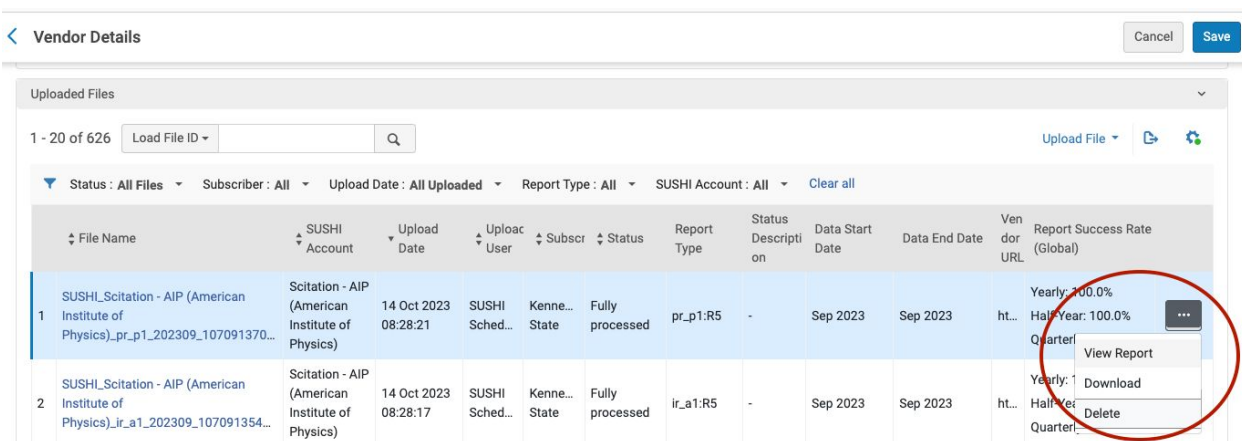 Vendor Details
Cancel
Save
Uploaded Files
1 - 20 of 626
Load File ID
Upload File
Status : All Files
Subscriber : All
Upload Date : All Uploaded
Report Type : All
SUSHI Account : All
Clear all
File Name
SUSHI
Account
Upload
Date
Uploac
User
Subscr
Status
Report
Type
Status
Descripti
on
Data Start
Date
Data End Date
Ven
dor
URL
Report Success Rate
(Global)
1
SUSHI_Scitation - AIP (American
Institute of
Physics)_pr_p1_202309_107091370...
Scitation - AIP
(American
Institute of
Physics)
14 Oct 2023
08:28:21
SUSHI
Sched...
Kenne...
State
Fully
processed
pr_p1:R5
-
Sep 2023
Sep 2023
ht...
Yearly: 100.0%
Half-Year: 100.0%
Quarterl
View Report
Download
Delete
2
SUSHI_Scitation - AIP (American
Institute of
Physics)_ir_a1_202309_107091354...
Scitation - AIP
(American
Institute of
Physics)
14 Oct 2023
08:28:17
SUSHI
Sched...
Kenne...
State
Fully
processed
ir_a1:R5
-
Sep 2023
Sep 2023
ht...
Yearly: 1
Half-Yea
Quarterl